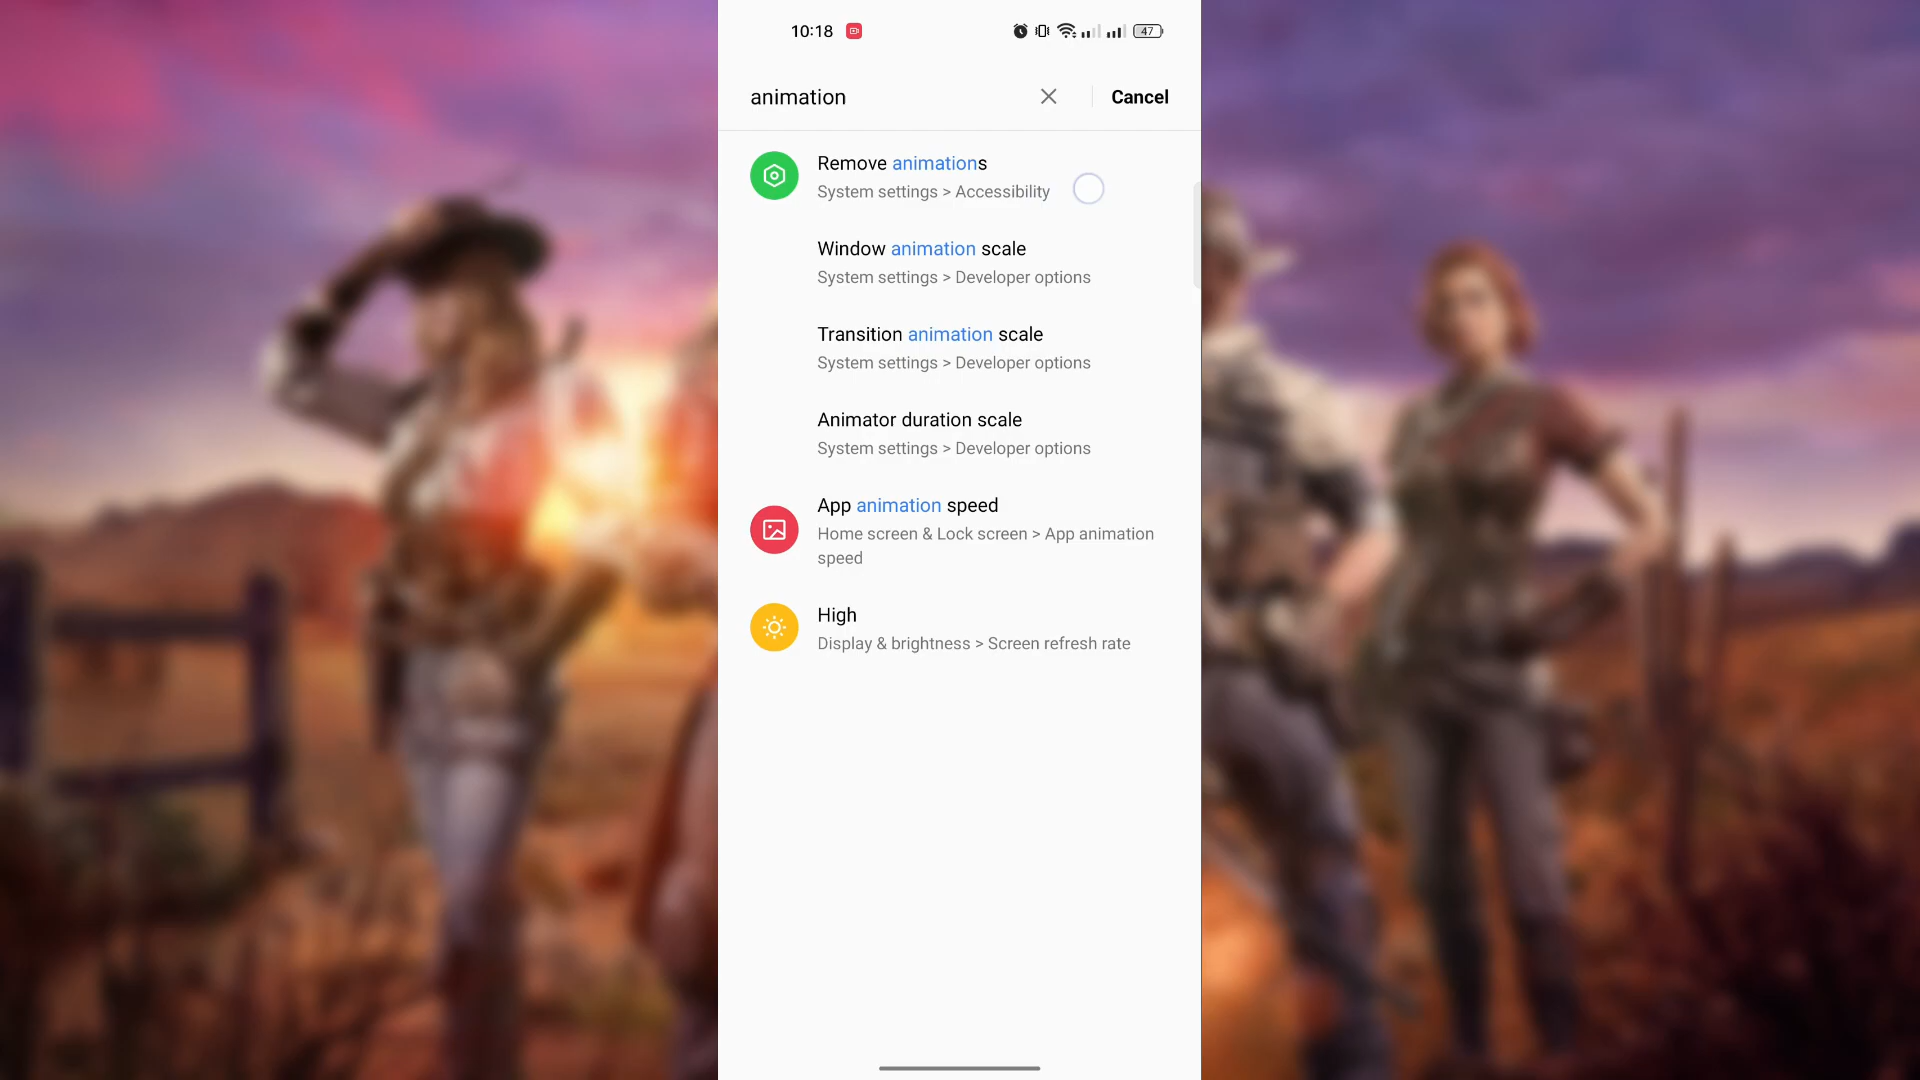 10:18
47
animation
Cancel
Remove animations
System settings > Accessibility
Window animation scale
System settings > Developer options
Transition animation scale
System settings > Developer options
Animator duration scale
System settings > Developer options
App animation speed
Home screen & Lock screen > App animation
speed
High
Display & brightness > Screen refresh rate